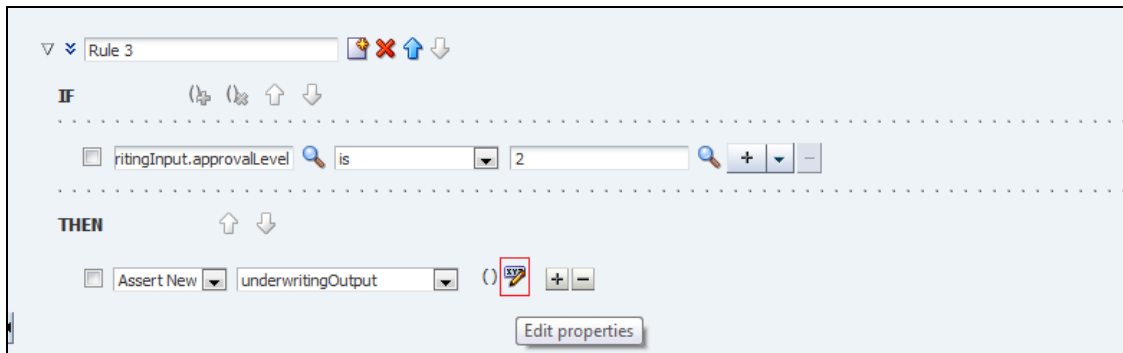 Rule 3
IF
ritingInput.approvalLevel is 2
THEN
Assert New underwritingOutput ()
Edit properties